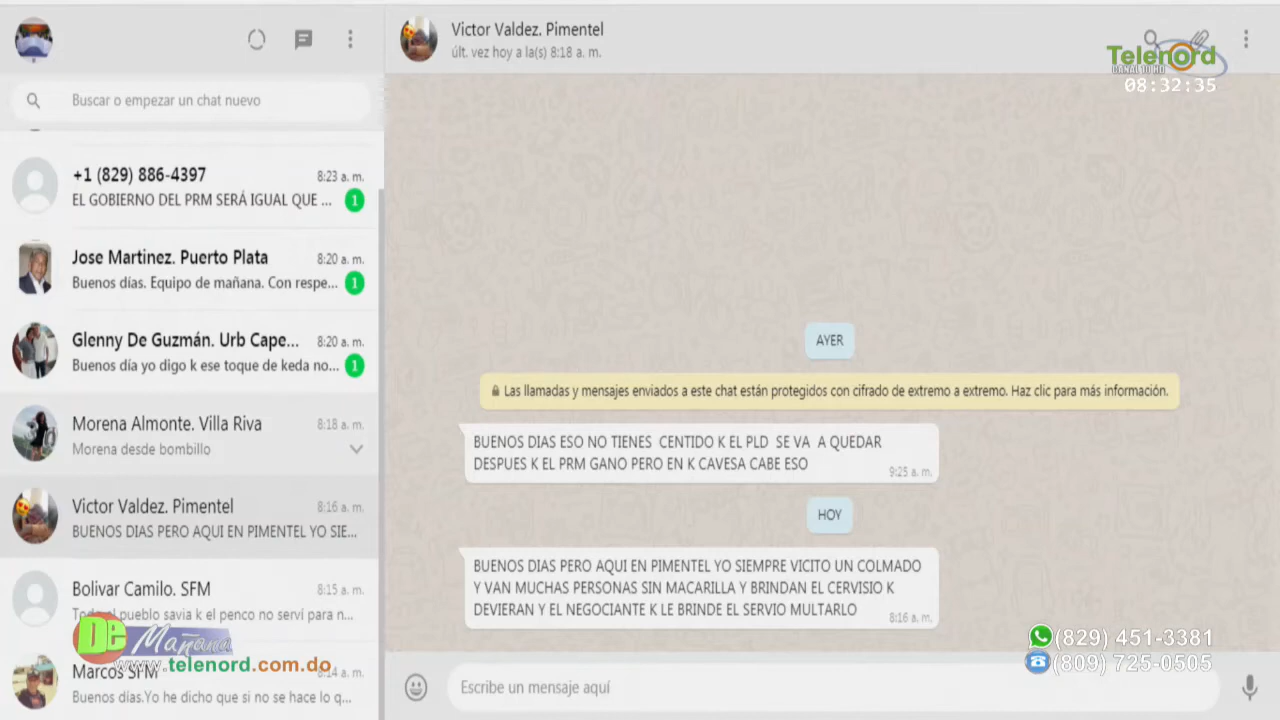 Buscar o empezar un chat nuevo
+1 (829) 886-4397
8:23 a. m.
EL GOBIERNO DEL PRM SERÁ IGUAL QUE ...
1
Jose Martinez. Puerto Plata
8:20 a. m.
Buenos días. Equipo de mañana. Con respe...
1
Glenny De Guzmán. Urb Cape...
8:20 a. m.
Buenos día yo digo k ese toque de keda no...
1
Morena Almonte. Villa Riva
8:18 a. m.
Morena desde bombillo
Victor Valdez. Pimentel
8:16 a. m.
BUENOS DIAS PERO AQUI EN PIMENTEL YO SIE...
Bolivar Camilo. SFM
8:15 a. m.
pueblo savia k el penco no serví para n...
De Mañana
www.telenord.com.do
Marcos SFM
8:14 a. m.
Buenos días.Yo he dicho que si no se hace lo q...
Victor Valdez. Pimentel
últ. vez hoy a la(s) 8:18 a. m.
Telenord
08:32:35
AYER
Las llamadas y mensajes enviados a este chat están protegidos con cifrado de extremo a extremo. Haz clic para más información.
BUENOS DIAS ESO NO TIENES CENTIDO K EL PLD SE VA A QUEDAR
DESPUES K EL PRM GANO PERO EN K CAVESA CABE ESO
9:25 a. m.
HOY
BUENOS DIAS PERO AQUI EN PIMENTEL YO SIEMPRE VICITO UN COLMADO
Y VAN MUCHAS PERSONAS SIN MACARILLA Y BRINDAN EL CERVISIO K
DEVIERAN Y EL NEGOCIANTE K LE BRINDE EL SERVIO MULTARLO
8:16 a. m.
(829) 451-3381
(809) 725-0505
Escribe un mensaje aquí